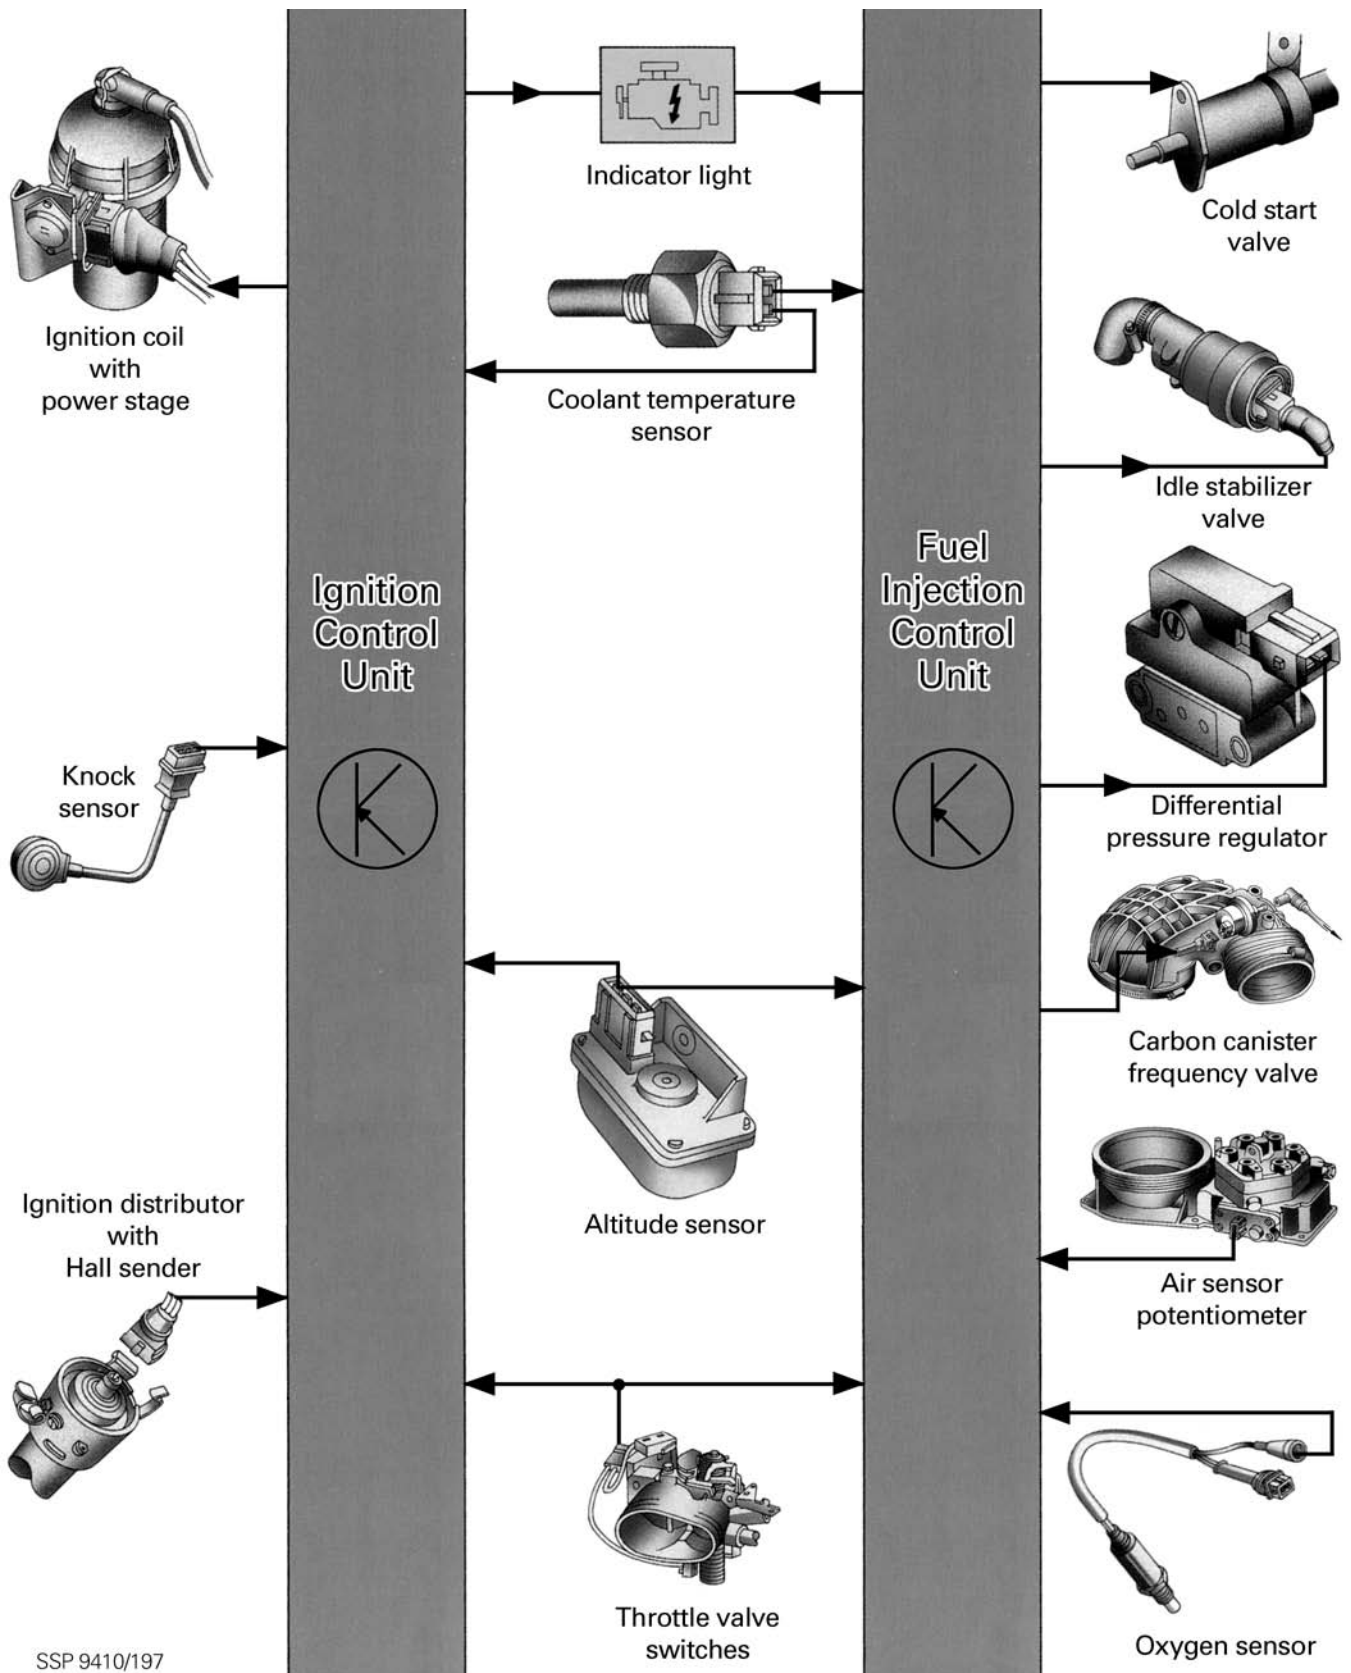 Indicator light
Cold start
valve
Ignition coil
with
power stage
Coolant temperature
sensor
Idle stabilizer
valve
Ignition
Control
Unit
Fuel
Injection
Control
Unit
Knock
sensor
Differential
pressure regulator
Carbon canister
frequency valve
Ignition distributor
with
Hall sender
Altitude sensor
Air sensor
potentiometer
Throttle valve
switches
Oxygen sensor
SSP 9410/197